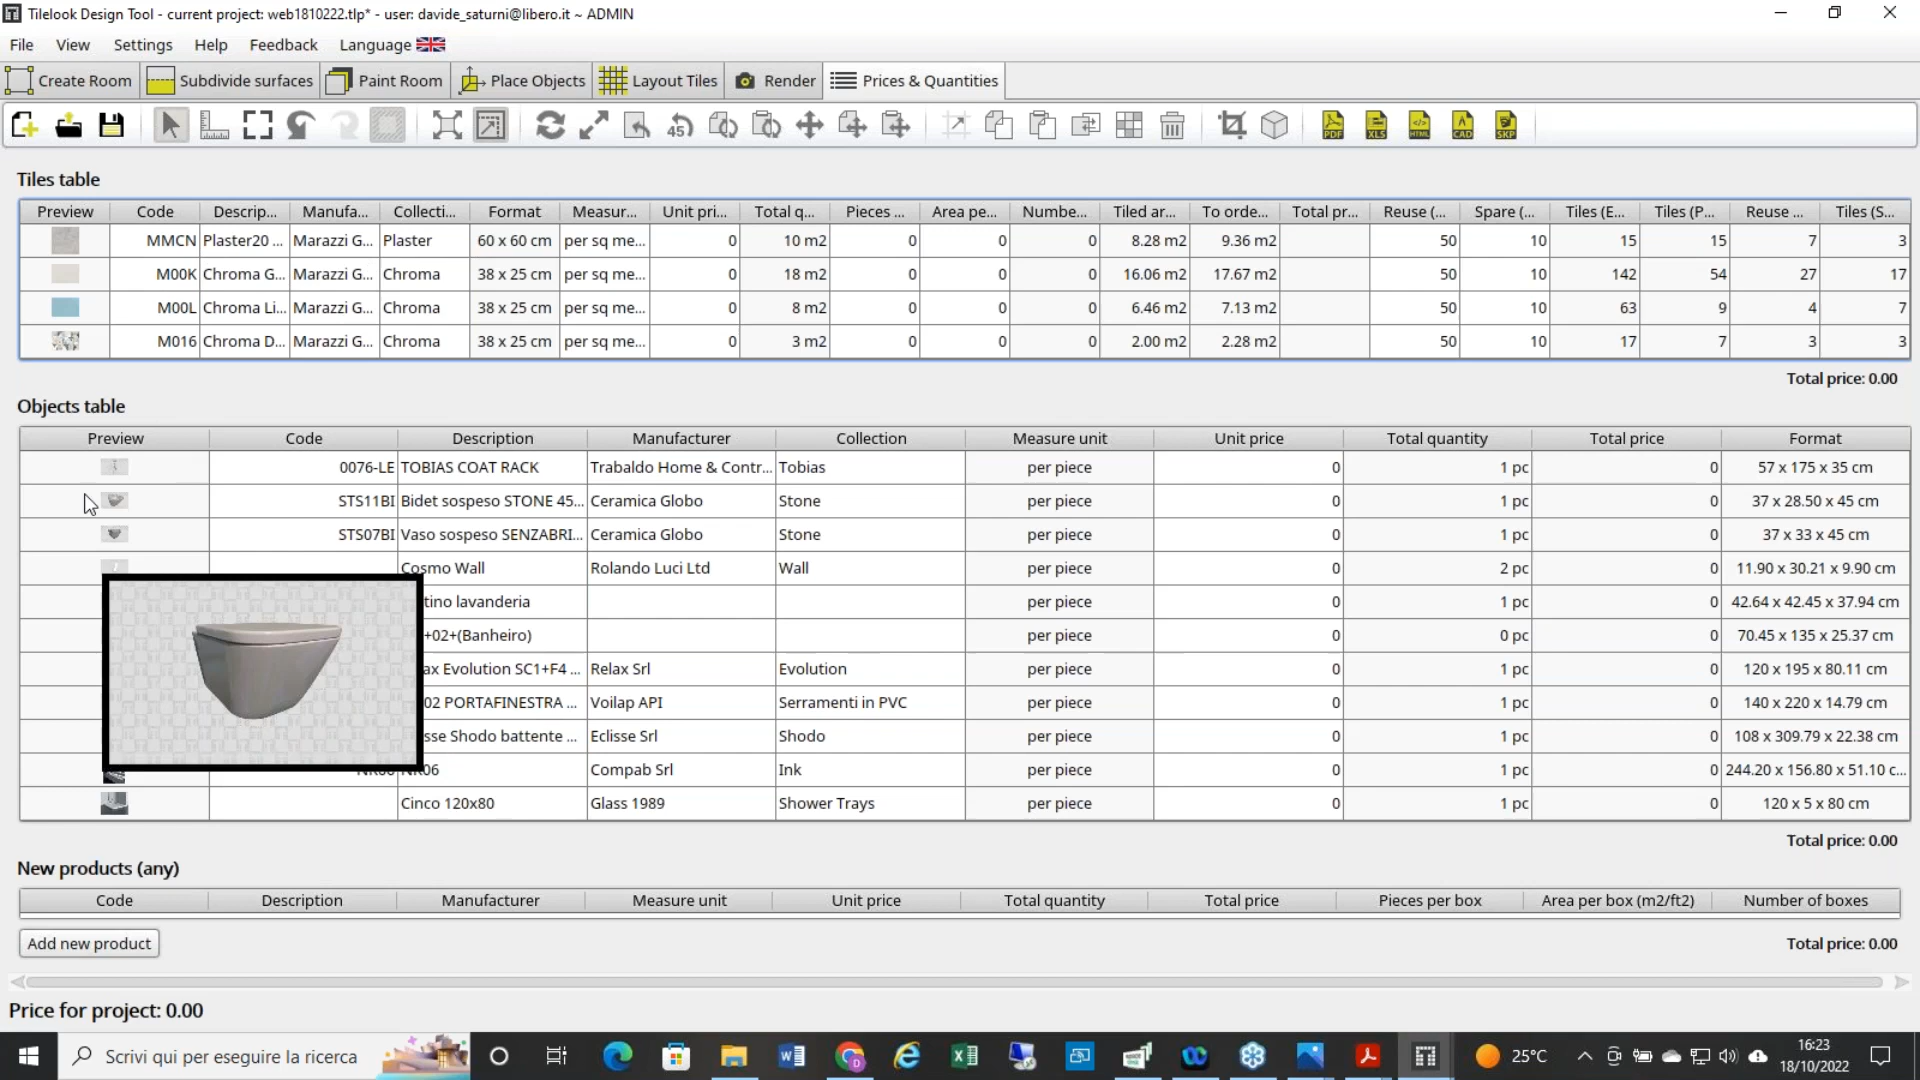 Tilelook Design Tool - current project: web1810222.tlp* - user: davide_saturni@libero.it ~ ADMIN
File View Settings Help Feedback Language
Create Room Subdivide surfaces Paint Room Place Objects Layout Tiles Render Prices & Quantities
45 PDF XLS HTML CAD SKP
Tiles table
Preview Code Descrip... Manufa... Collecti... Format Measur... Unit pri... Total q... Pieces ... Area pe... Numbe... Tiled ar... To orde... Total pr... Reuse (... Spare (... Tiles (E... Tiles (P... Reuse ... Tiles (S...
MMCN Plaster20 ... Marazzi G... Plaster 60 x 60 cm per sq me... 0 10 m2 0 0 0 8.28 m2 9.36 m2 50 10 15 15 7 3
M00K Chroma G... Marazzi G... Chroma 38 x 25 cm per sq me... 0 18 m2 0 0 0 16.06 m2 17.67 m2 50 10 142 54 27 17
M00L Chroma Li... Marazzi G... Chroma 38 x 25 cm per sq me... 0 8 m2 0 0 0 6.46 m2 7.13 m2 50 10 63 9 4 7
M016 Chroma D... Marazzi G... Chroma 38 x 25 cm per sq me... 0 3 m2 0 0 0 2.00 m2 2.28 m2 50 10 17 7 3 3
Total price: 0.00
Objects table
Preview Code Description Manufacturer Collection Measure unit Unit price Total quantity Total price Format
0076-LE TOBIAS COAT RACK Trabaldo Home & Contr... Tobias per piece 0 1 pc 0 57 x 175 x 35 cm
STS11BI Bidet sospeso STONE 45... Ceramica Globo Stone per piece 0 1 pc 0 37 x 28.50 x 45 cm
STS07BI Vaso sospeso SENZABRI... Ceramica Globo Stone per piece 0 1 pc 0 37 x 33 x 45 cm
Cosmo Wall Rolando Luci Ltd Wall per piece 0 2 pc 0 11.90 x 30.21 x 9.90 cm
tino lavanderia per piece 0 1 pc 0 42.64 x 42.45 x 37.94 cm
+02+(Banheiro) per piece 0 0 pc 0 70.45 x 135 x 25.37 cm
ax Evolution SC1+F4 ... Relax Srl Evolution per piece 0 1 pc 0 120 x 195 x 80.11 cm
02 PORTAFINESTRA ... Voilap API Serramenti in PVC per piece 0 1 pc 0 140 x 220 x 14.79 cm
sse Shodo battente ... Eclisse Srl Shodo per piece 0 1 pc 0 108 x 309.79 x 22.38 cm
NK06 NK06 Compab Srl Ink per piece 0 1 pc 0 244.20 x 156.80 x 51.10 c...
Cinco 120x80 Glass 1989 Shower Trays per piece 0 1 pc 0 120 x 5 x 80 cm
Total price: 0.00
New products (any)
Code Description Manufacturer Measure unit Unit price Total quantity Total price Pieces per box Area per box (m2/ft2) Number of boxes
Add new product Total price: 0.00
Price for project: 0.00
Scrivi qui per eseguire la ricerca 25°C 16:23
18/10/2022